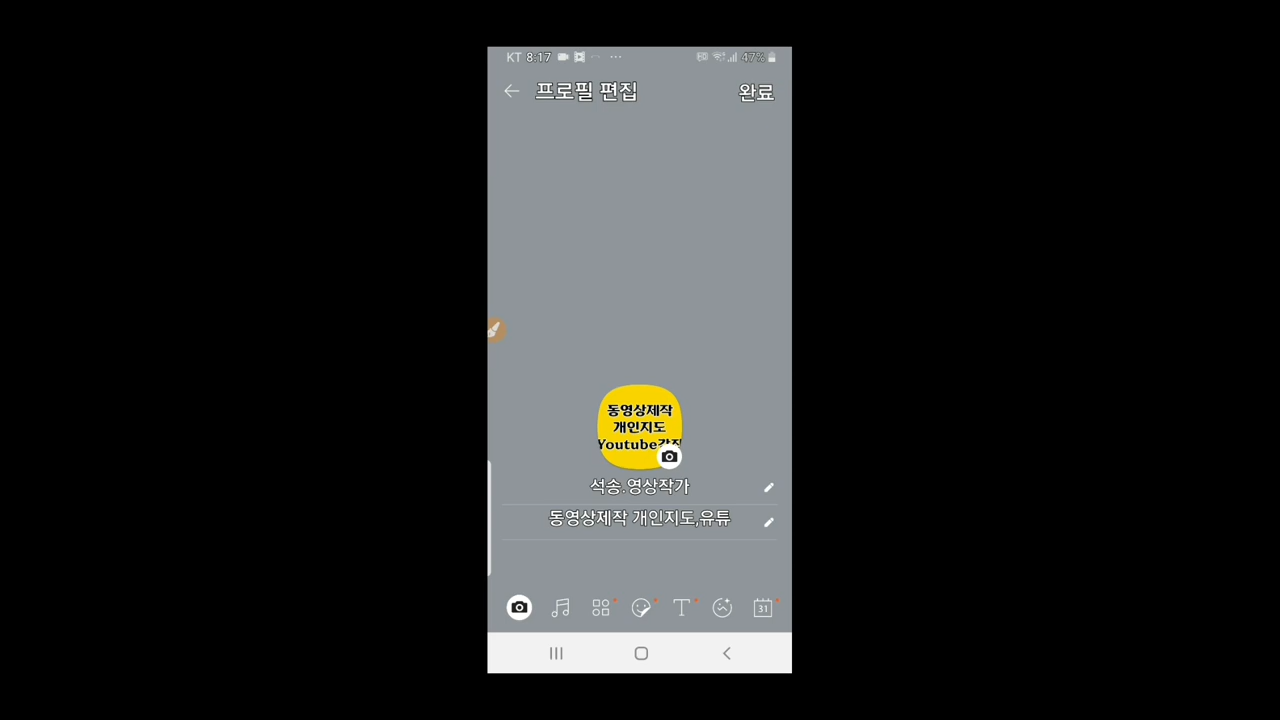 KT 8:17 47%
프로필 편집 완료
동영상제작
개인지도
석송.영상작가
동영상제작 개인지도,유튜
31